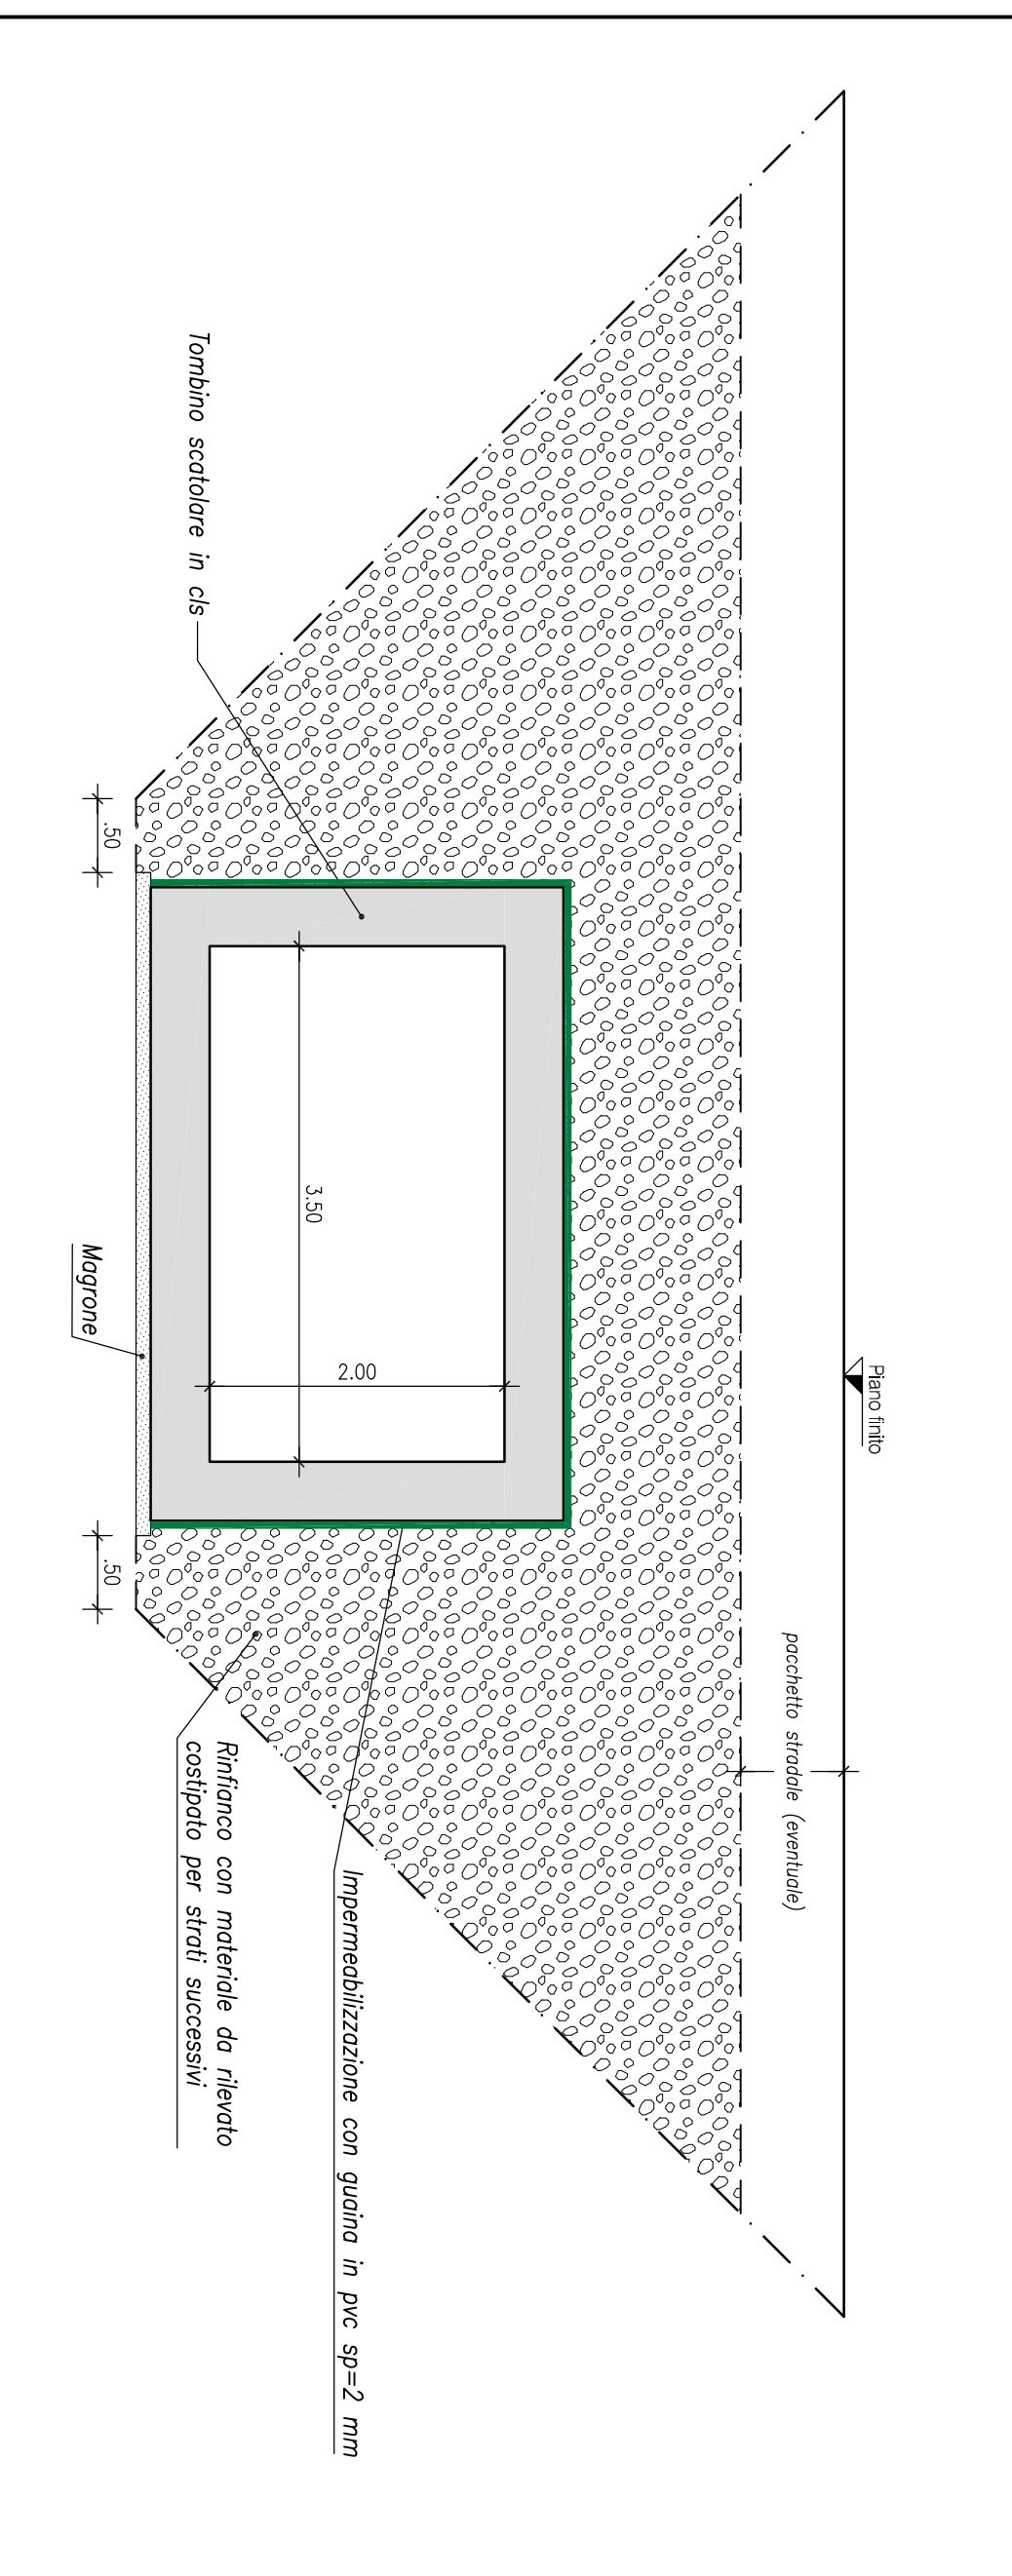 Piano finito
pacchetto stradale (eventuale)
Tombino scatolare in cls
3.50
2.00
Impermeabilizzazione con guaina in pvc sp=2 mm
Rinfianco con materiale da rilevato
costipato per strati successivi
.50
.50
Magrone